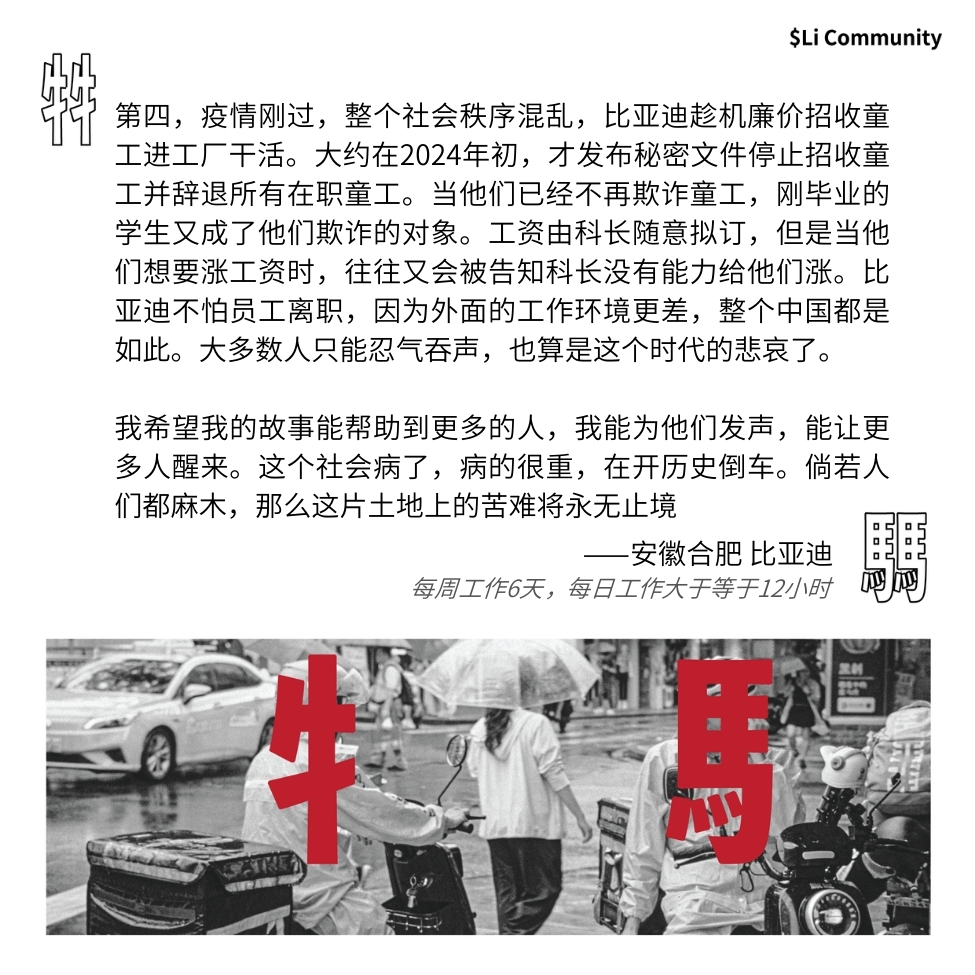 $Li Community
牛牛
第四，疫情刚过，整个社会秩序混乱，比亚迪趁机廉价招收童
工进工厂干活。大约在2024年初，才发布秘密文件停止招收童
工并辞退所有在职童工。当他们已经不再欺诈童工，刚毕业的
学生又成了他们欺诈的对象。工资由科长随意拟订，但是当他
们想要涨工资时，往往又会被告知科长没有能力给他们涨。比
亚迪不怕员工离职，因为外面的工作环境更差，整个中国都是
如此。大多数人只能忍气吞声，也算是这个时代的悲哀了。
我希望我的故事能帮助到更多的人，我能为他们发声，能让更
多人醒来。这个社会病了，病的很重，在开历史倒车。倘若人
们都麻木，那么这片土地上的苦难将永无止境
——安徽合肥 比亚迪
馬馬
每周工作6天，每日工作大于等于12小时
牛 馬